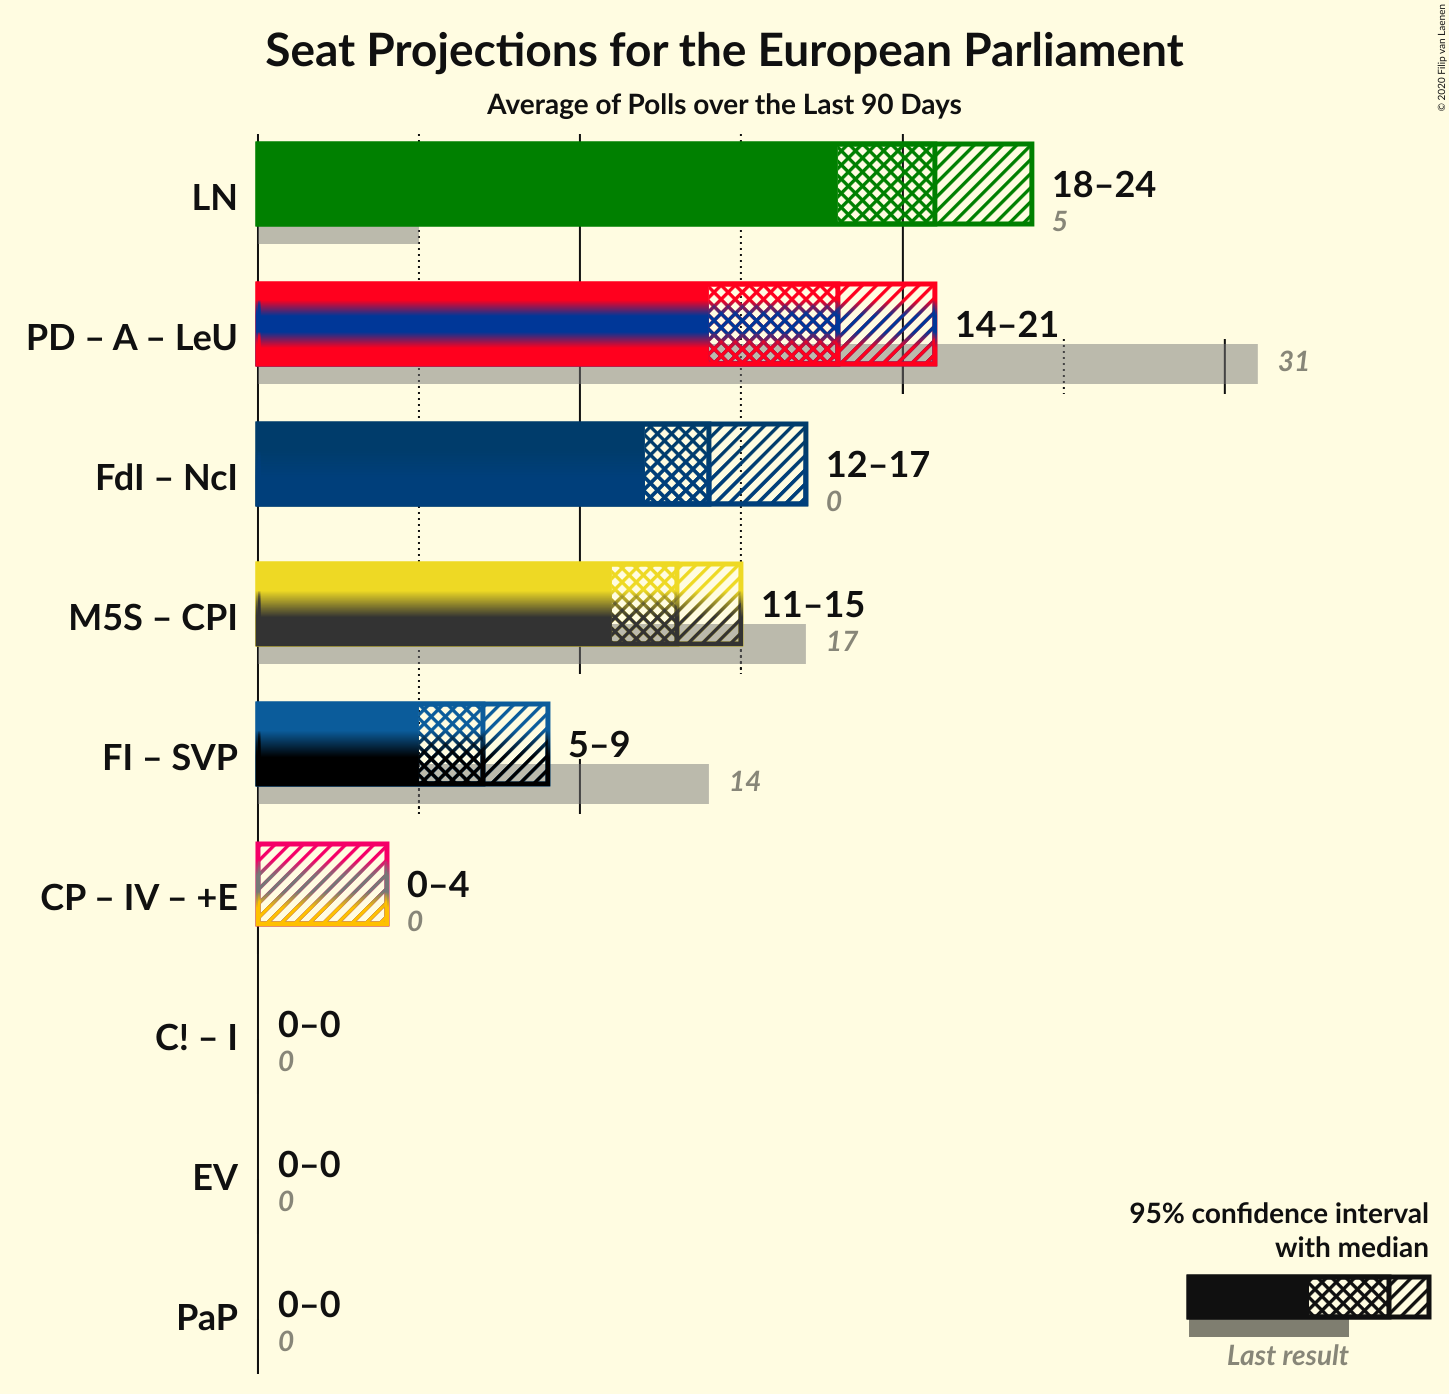 Seat Projections for the European Parliament
Average of Polls over the Last 90 Days
© 2020 Filip van Laenen
LN
18–24
5
PD – A – LeU
14–21
31
FdI – NcI
12–17
0
M5S – CPI
11–15
17
FI – SVP
5–9
14
CP – IV – +E
0–4
0
C! – I
0–0
0
EV
0–0
0
PaP
0–0
0
95% confidence interval
with median
Last result